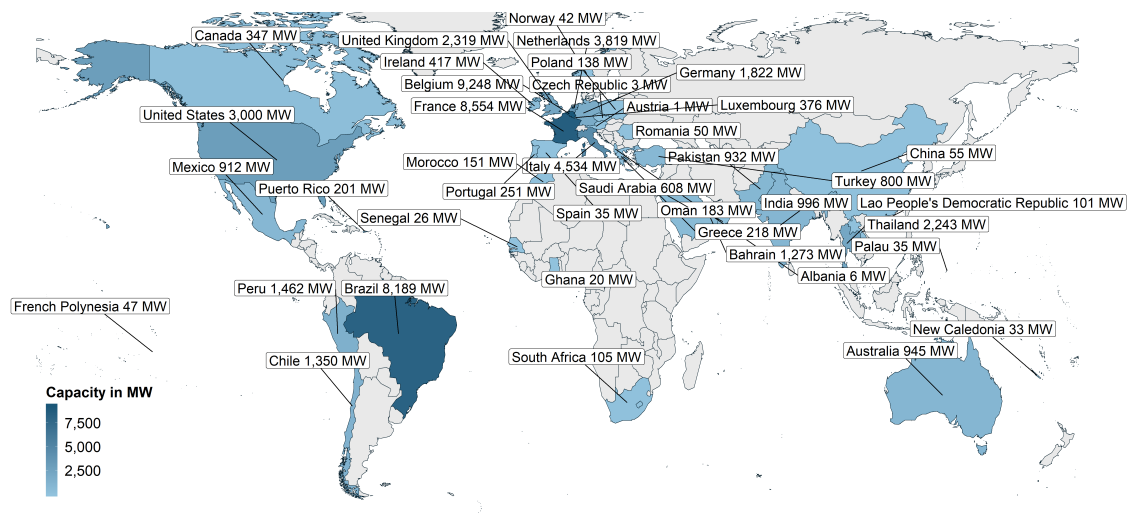 Norway 42 MW
Canada 347 MW
United Kingdom 2,319 MW
Netherlands 3,819 MW
Ireland 417 MW
Poland 138 MW
Germany 1,822 MW
Belgium 9,248 MW
Czech Republic 3 MW
France 8,554 MW
Austria 1 MW
Luxembourg 376 MW
United States 3,000 MW
Romania 50 MW
Mexico 912 MW
Morocco 151 MW
Italy 4,534 MW
Pakistan 932 MW
China 55 MW
Puerto Rico 201 MW
Portugal 251 MW
Saudi Arabia 608 MW
Turkey 800 MW
Senegal 26 MW
Spain 35 MW
Oman 183 MW
India 996 MW
Lao People's Democratic Republic 101 MW
Greece 218 MW
Thailand 2,243 MW
Bahrain 1,273 MW
Palau 35 MW
Albania 6 MW
Ghana 20 MW
Peru 1,462 MW
Brazil 8,189 MW
French Polynesia 47 MW
New Caledonia 33 MW
Chile 1,350 MW
South Africa 105 MW
Australia 945 MW
Capacity in MW
7,500
5,000
2,500